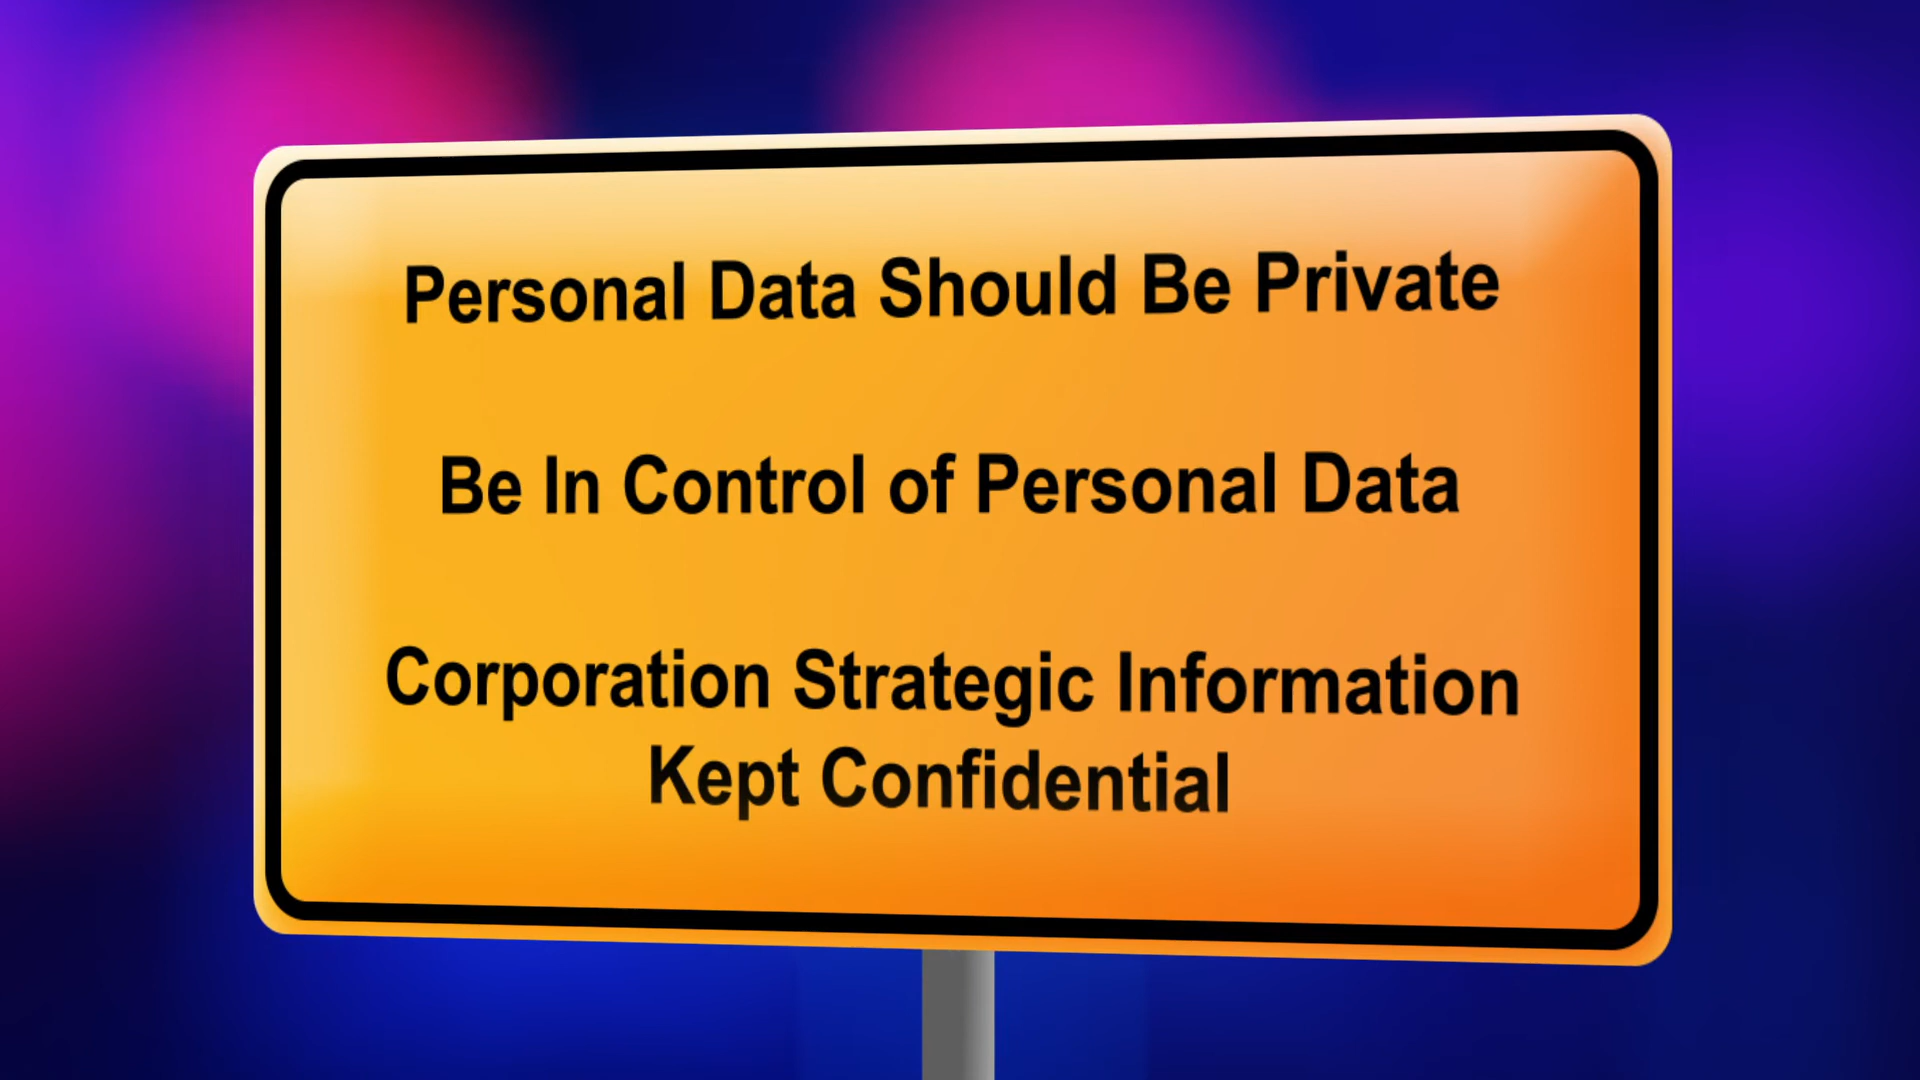 Personal Data Should Be Private
Be In Control of Personal Data
Corporation Strategic Information
Kept Confidential